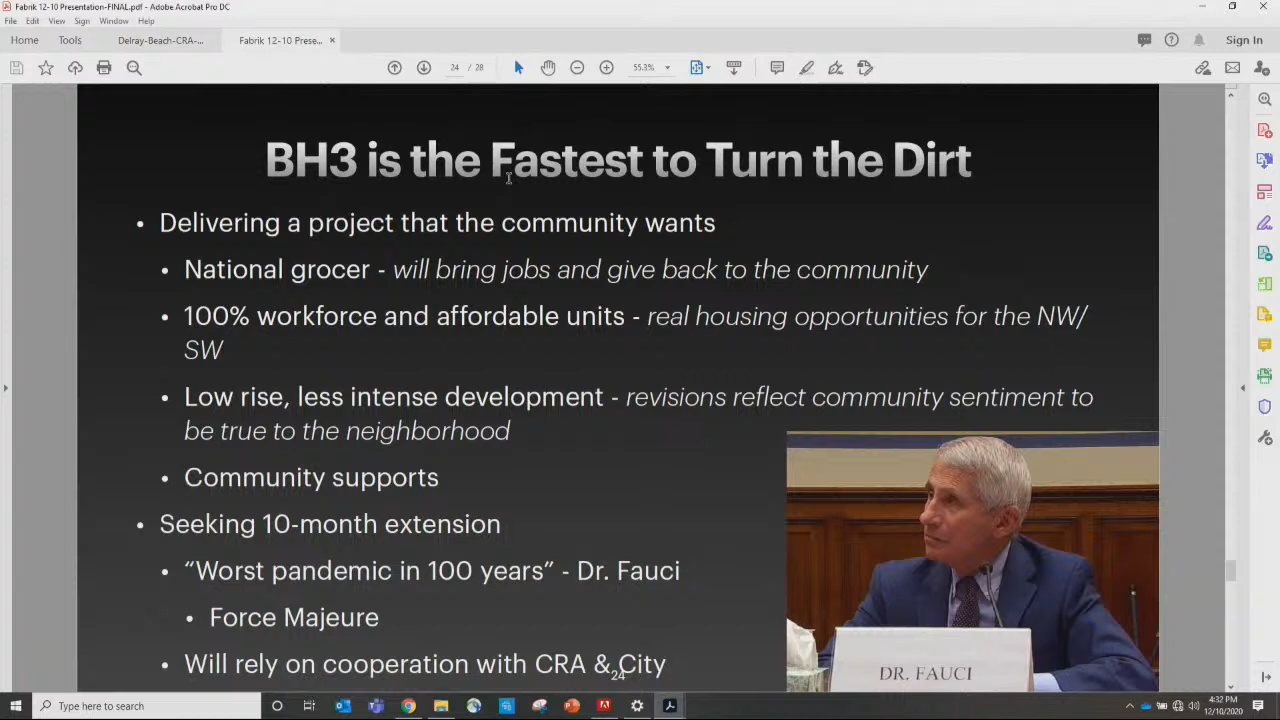 Fabrik 12-10 Presentation-FINAL.pdf - Adobe Acrobat Pro DC
File Edit View Sign Window Help
Home Tools Delray-Beach-CRA-... Fabrik 12-10 Prese... × Sign In
24 / 28 55.3%
BH3 is the Fastest to Turn the Dirt
• Delivering a project that the community wants
• National grocer - will bring jobs and give back to the community
• 100% workforce and affordable units - real housing opportunities for the NW/
SW
• Low rise, less intense development - revisions reflect community sentiment to
be true to the neighborhood
• Community supports
• Seeking 10-month extension
• “Worst pandemic in 100 years” - Dr. Fauci
• Force Majeure
• Will rely on cooperation with CRA & City
24
DR. FAUCI
Type here to search
4:32 PM
12/10/2020